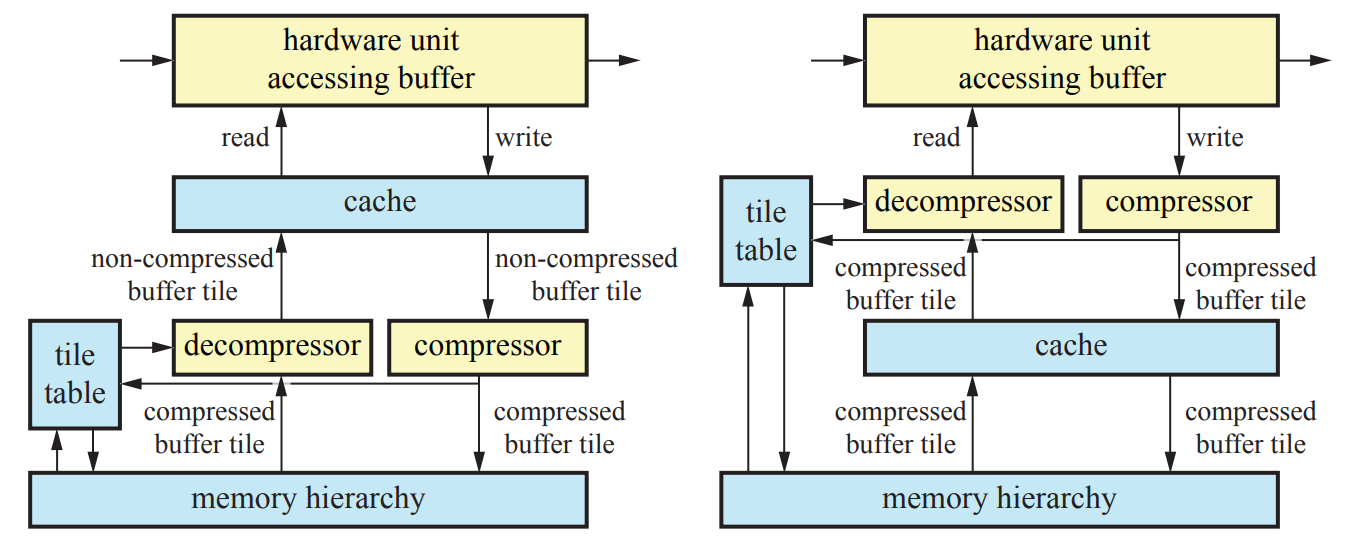 hardware unit
accessing buffer
read
write
cache
non-compressed
buffer tile
non-compressed
buffer tile
tile
table
decompressor
compressor
compressed
buffer tile
compressed
buffer tile
memory hierarchy
hardware unit
accessing buffer
read
write
tile
table
decompressor
compressor
compressed
buffer tile
compressed
buffer tile
cache
compressed
buffer tile
compressed
buffer tile
memory hierarchy